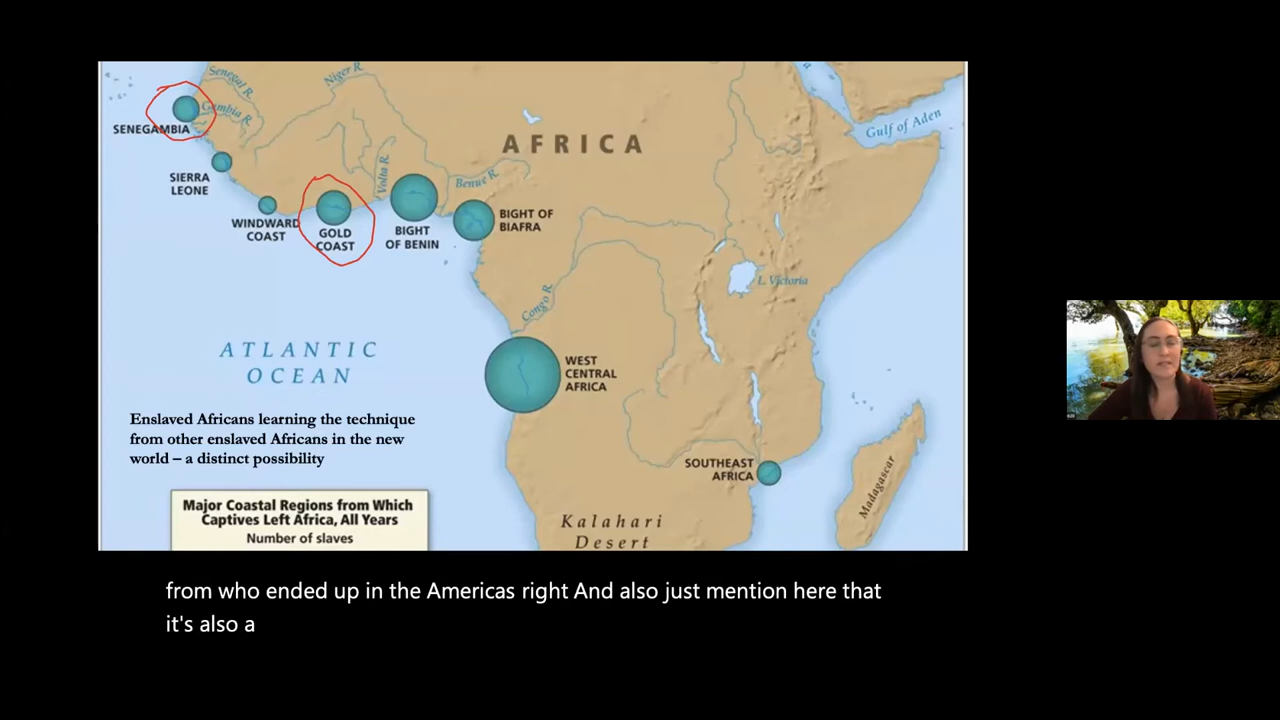 Senegal R.
Niger R.
Gambia R.
SENEGAMBIA
AFRICA
Gulf of Aden
SIERRA
LEONE
Volta R.
Benue R.
WINDWARD
COAST
GOLD
COAST
BIGHT
OF BENIN
BIGHT OF
BIAFRA
L. Victoria
Congo R.
ATLANTIC
OCEAN
WEST
CENTRAL
AFRICA
Enslaved Africans learning the technique
from other enslaved Africans in the new
world – a distinct possibility
SOUTHEAST
AFRICA
Madagascar
Major Coastal Regions from Which
Captives Left Africa, All Years
Number of slaves
Kalahari
Desert
from who ended up in the Americas right And also just mention here that
it's also a